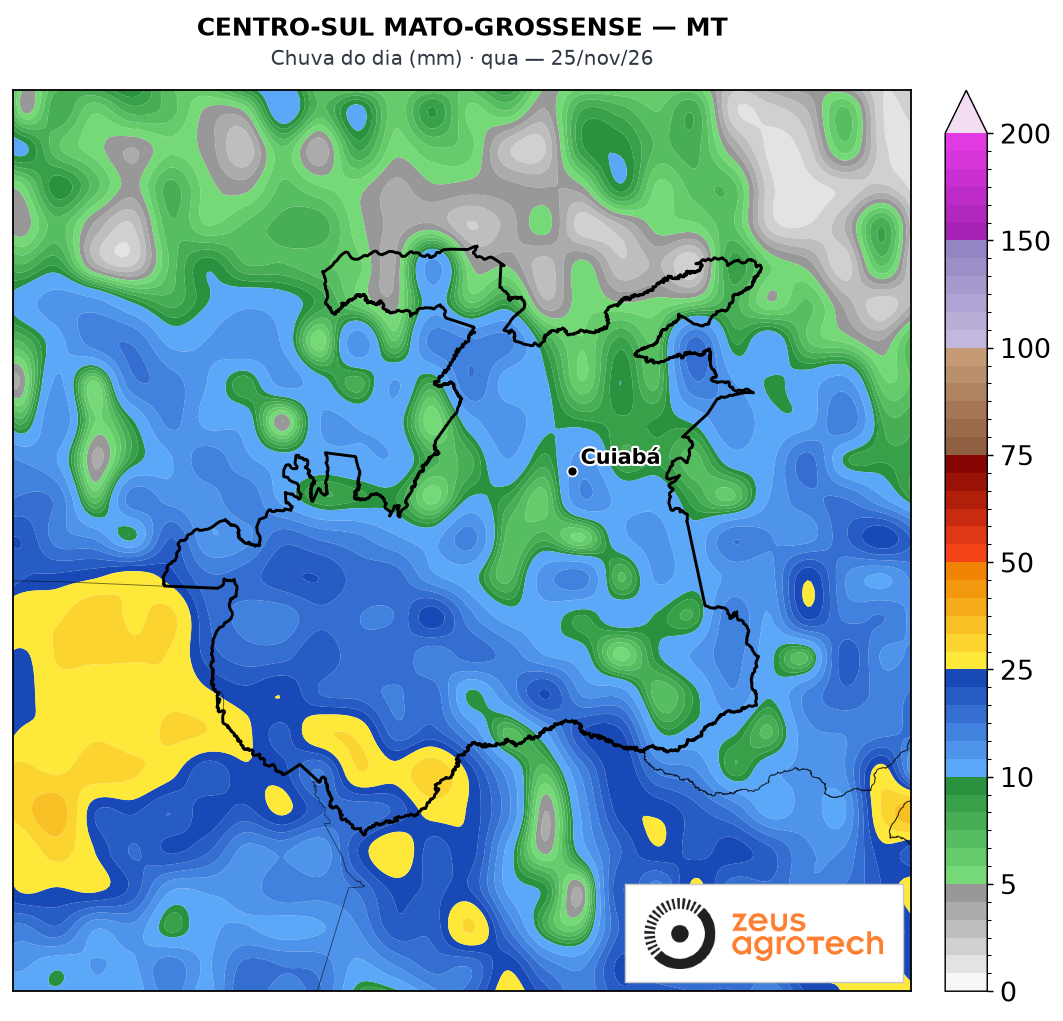 CENTRO-SUL MATO-GROSSENSE — MT
Chuva do dia (mm) · qua — 25/nov/26
200
150
100
75
50
25
10
5
0
Cuiabá
zeus
agrotech